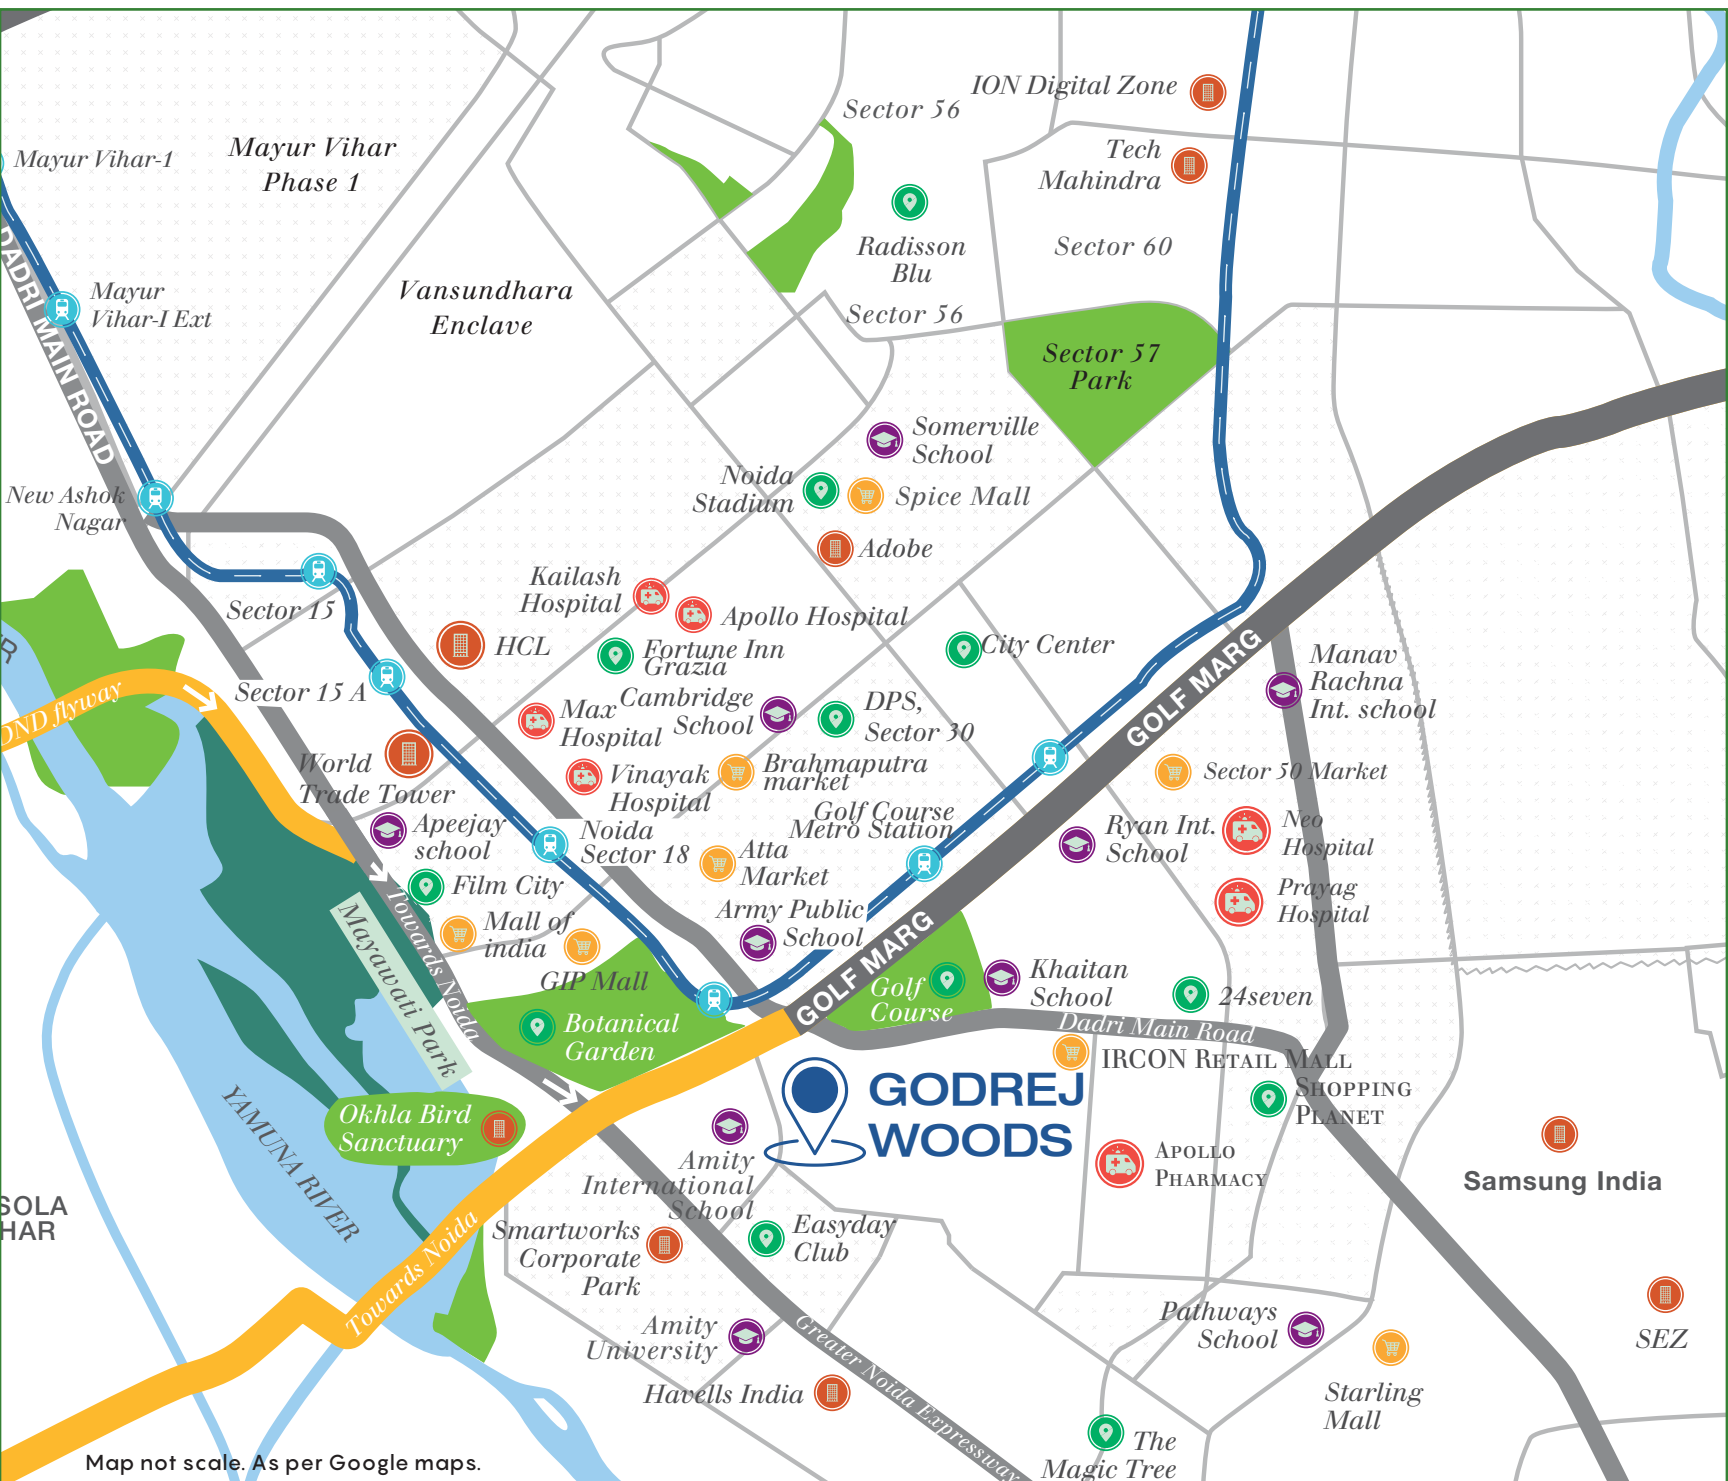 ION Digital Zone
Sector 56
Tech
Mahindra
Mayur Vihar-1
Mayur Vihar
Phase 1
Radisson
Blu
Sector 60
Sector 56
Mayur
Vihar-I Ext
DADRI MAIN ROAD
Vansundhara
Enclave
Sector 57
Park
Somerville
School
Noida
Stadium
Spice Mall
New Ashok
Nagar
Adobe
Kailash
Hospital
Apollo Hospital
Sector 15
HCL
Fortune Inn
Grazia
City Center
GOLF MARG
Manav
Rachna
Int. school
OND flyway
Sector 15 A
Max
Hospital
Cambridge
School
DPS,
Sector 30
World
Trade Tower
Vinayak
Hospital
Brahmaputra
market
Sector 50 Market
Golf Course
Metro Station
Apeejay
school
Noida
Sector 18
Atta
Market
Ryan Int.
School
Neo
Hospital
Film City
Prayag
Hospital
Towards Noida
Mayawati Park
Mall of
india
GIP Mall
Army Public
School
GOLF MARG
Golf
Course
Khaitan
School
24seven
Botanical
Garden
Dadri Main Road
IRCON Retail Mall
Shopping
Planet
GODREJ
WOODS
Okhla Bird
Sanctuary
YAMUNA RIVER
Apollo
Pharmacy
Samsung India
Amity
International
School
SOLA
HAR
Smartworks
Corporate
Park
Easyday
Club
Towards Noida
Amity
University
Greater Noida Expressway
Pathways
School
SEZ
Havells India
Starling
Mall
The
Magic Tree
Map not scale. As per Google maps.